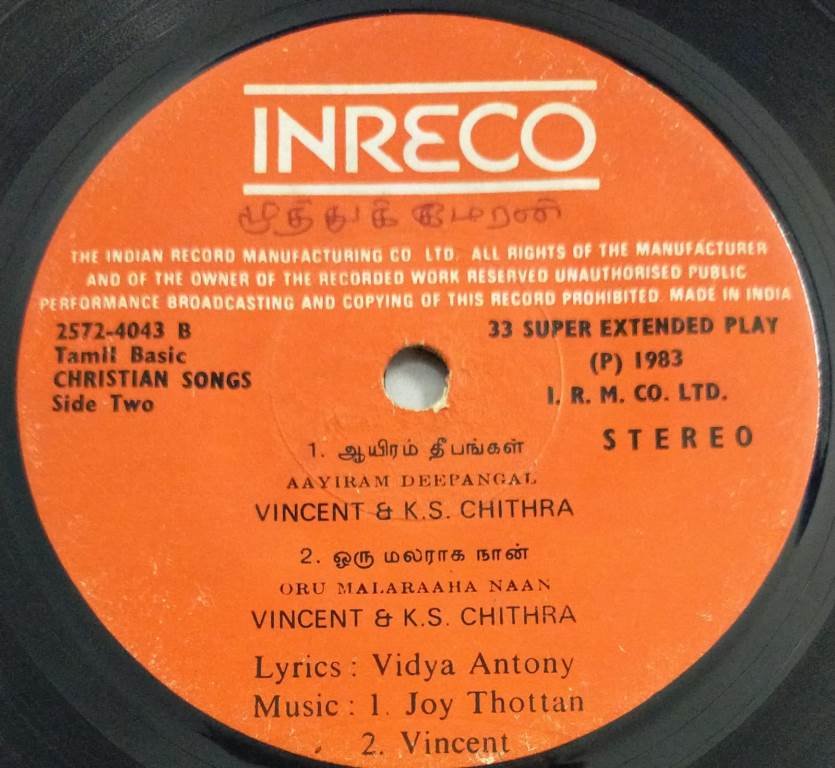 INRECO
முத்துக்குமரன்
THE INDIAN RECORD MANUFACTURING CO. LTD. ALL RIGHTS OF THE MANUFACTURER
AND OF THE OWNER OF THE RECORDED WORK RESERVED UNAUTHORISED PUBLIC
PERFORMANCE BROADCASTING AND COPYING OF THIS RECORD PROHIBITED. MADE IN INDIA
2572-4043 B
Tamil Basic
CHRISTIAN SONGS
Side Two
33 SUPER EXTENDED PLAY
(P) 1983
I. R. M. CO. LTD.
STEREO
1. ஆயிரம் தீபங்கள்
AAYIRAM DEEPANGAL
VINCENT & K.S. CHITHRA
2. ஒரு மலராக நான்
ORU MALARAAHA NAAN
VINCENT & K.S. CHITHRA
Lyrics : Vidya Antony
Music : 1. Joy Thottan
2. Vincent